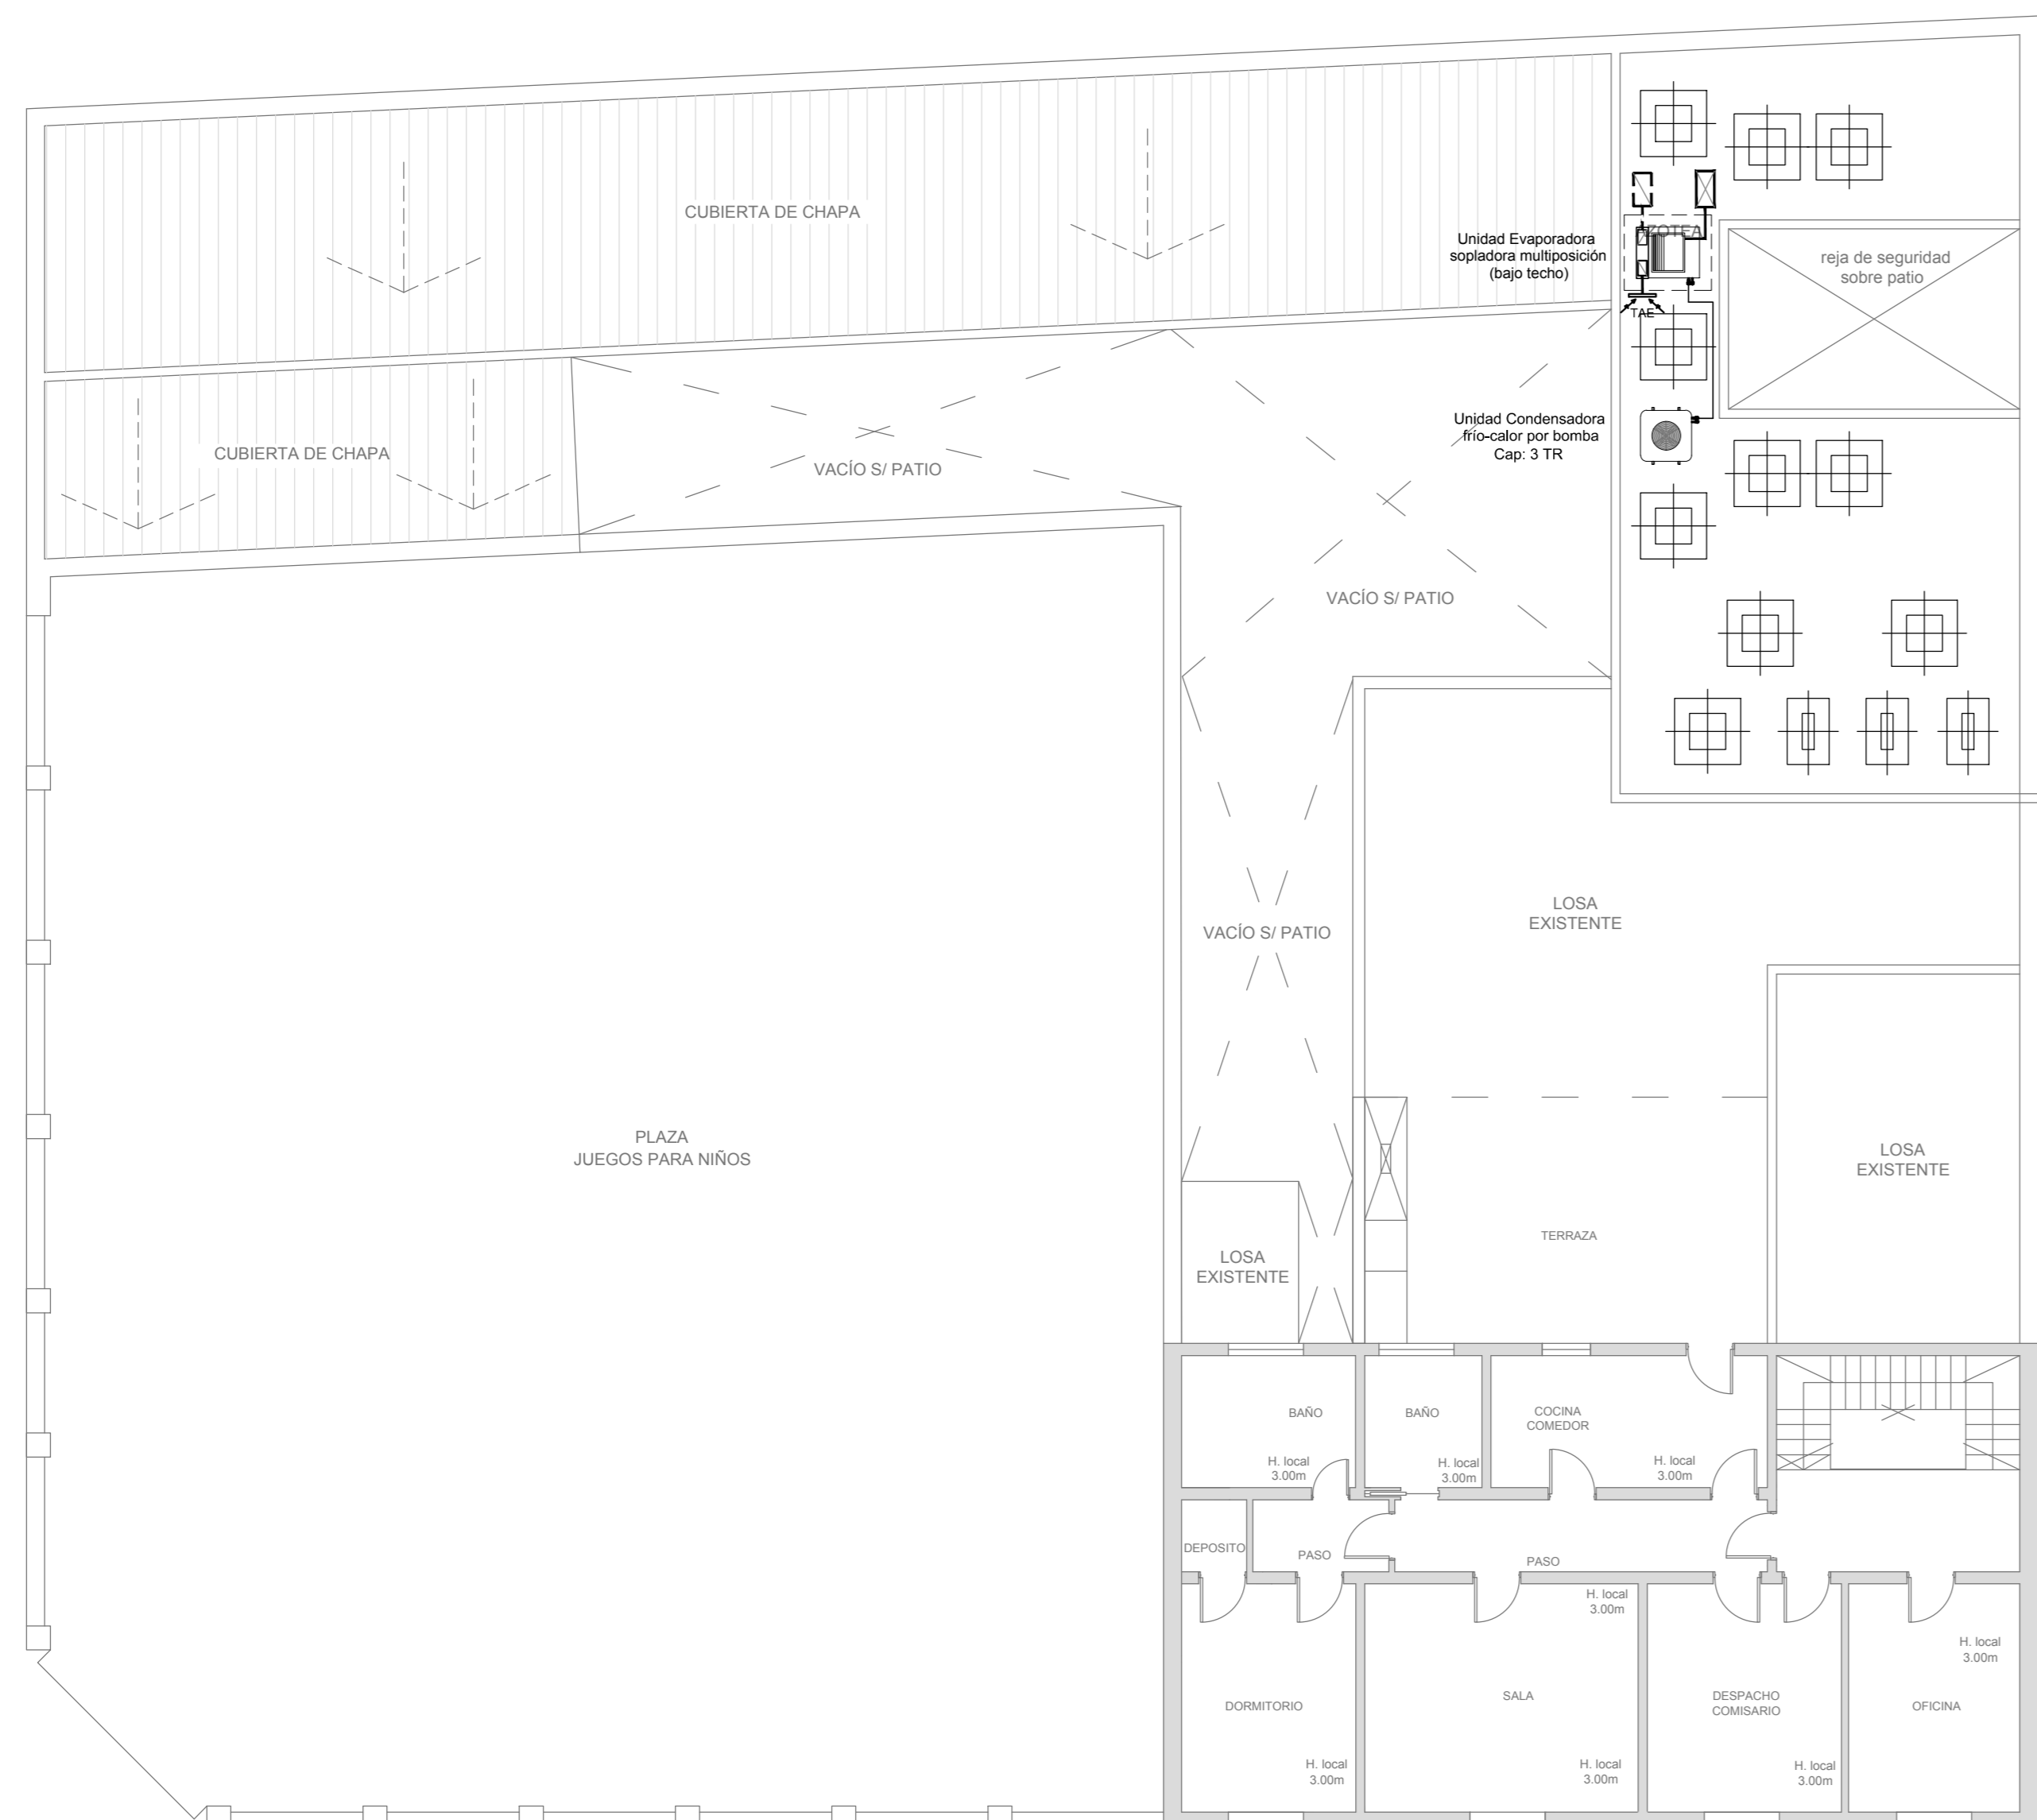 CUBIERTA DE CHAPA
Unidad Evaporadora
sopladora multiposición
(bajo techo)
AZOTEA
TAE
reja de seguridad
sobre patio
CUBIERTA DE CHAPA
VACÍO S/ PATIO
Unidad Condensadora
frío-calor por bomba
Cap: 3 TR
VACÍO S/ PATIO
VACÍO S/ PATIO
LOSA
EXISTENTE
PLAZA
JUEGOS PARA NIÑOS
LOSA
EXISTENTE
TERRAZA
LOSA
EXISTENTE
BAÑO
H. local
3.00m
BAÑO
H. local
3.00m
COCINA
COMEDOR
H. local
3.00m
DEPOSITO
PASO
PASO
H. local
3.00m
H. local
3.00m
DORMITORIO
SALA
DESPACHO
COMISARIO
OFICINA
H. local
3.00m
H. local
3.00m
H. local
3.00m